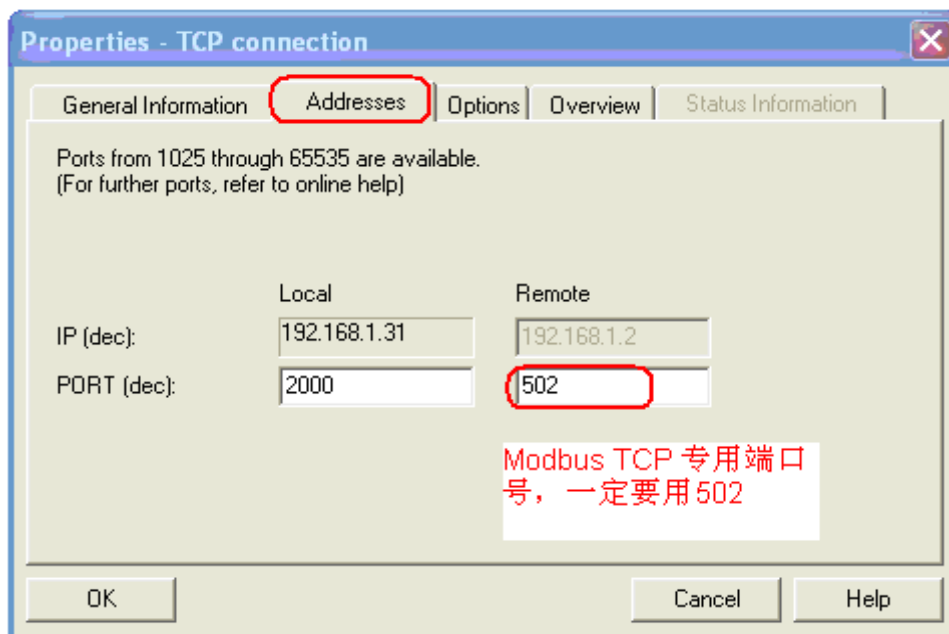 Properties - TCP connection
General Information Addresses Options Overview Status Information
Ports from 1025 through 65535 are available.
(For further ports, refer to online help)
Local Remote
IP (dec): 192.168.1.31 192.168.1.2
PORT (dec): 2000 502
Modbus TCP 专用端口
号，一定要用502
OK Cancel Help